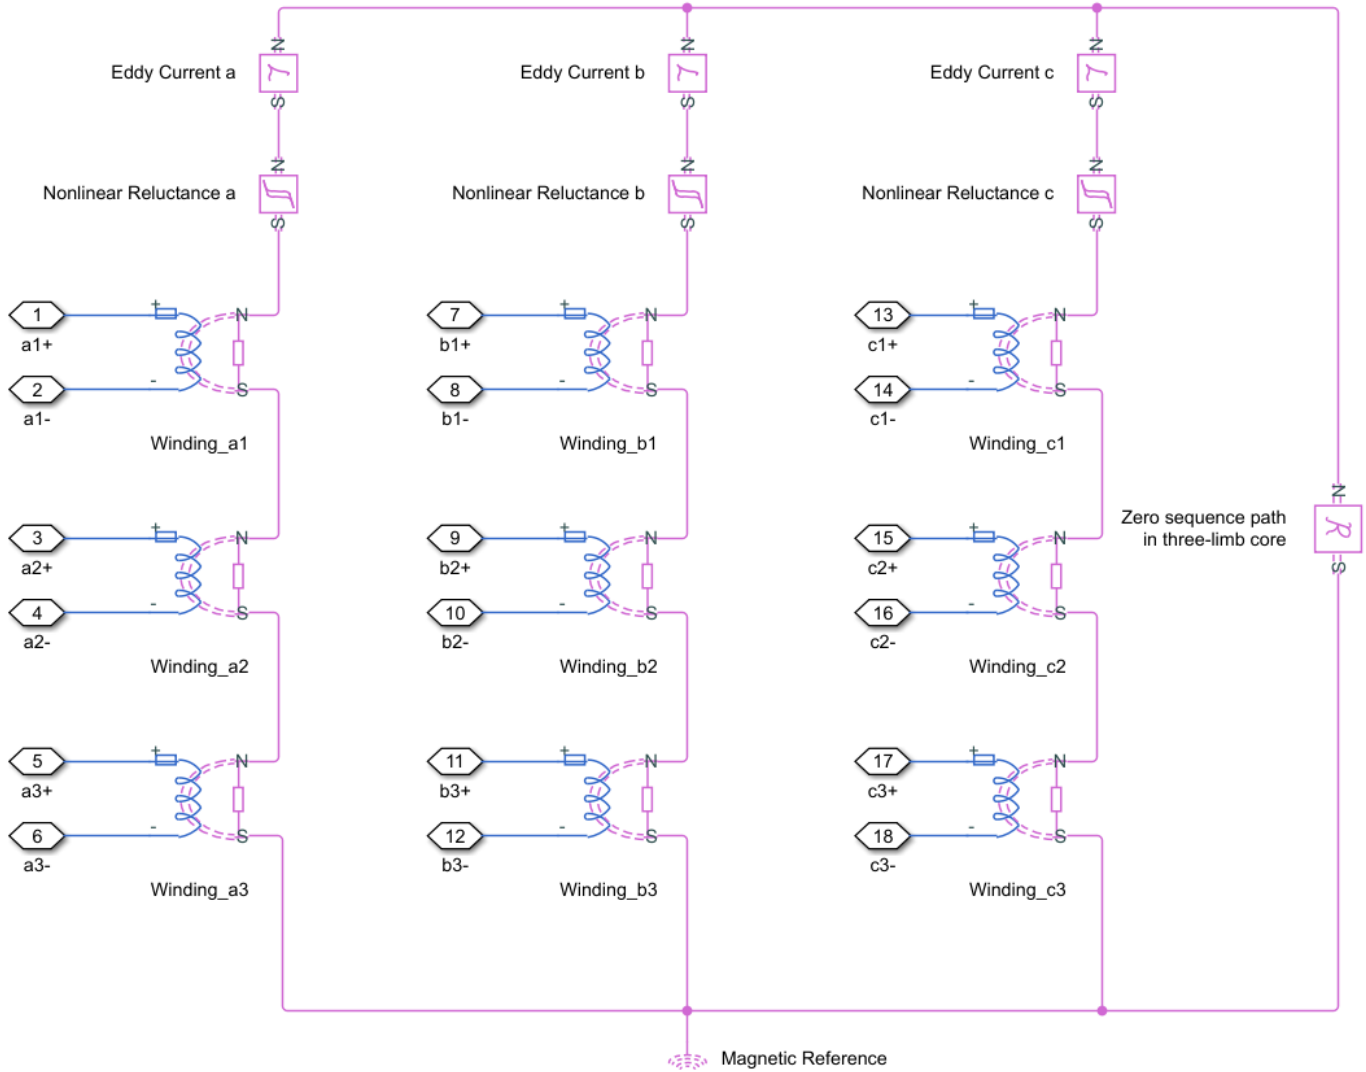 N N N
Eddy Current a Eddy Current b Eddy Current c
S S S
N N N
Nonlinear Reluctance a Nonlinear Reluctance b Nonlinear Reluctance c
S S S
+ + +
1 N 7 N 13 N
a1+ b1+ c1+
2 - S 8 - S 14 - S
a1- b1- c1-
Winding_a1 Winding_b1 Winding_c1
N
+ + +
3 N 9 N 15 N
Zero sequence path
in three-limb core
R
a2+ b2+ c2+
S
4 - S 10 - S 16 - S
a2- b2- c2-
Winding_a2 Winding_b2 Winding_c2
+ + +
5 N 11 N 17 N
a3+ b3+ c3+
6 - S 12 - S 18 - S
a3- b3- c3-
Winding_a3 Winding_b3 Winding_c3
Magnetic Reference